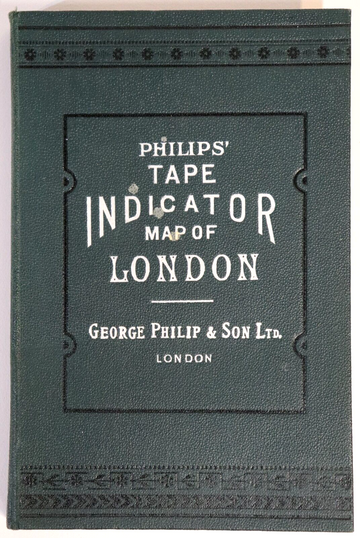 PHILIPS'
TAPE
INDICATOR
MAP OF
LONDON
GEORGE PHILIP & SON LTD.
LONDON